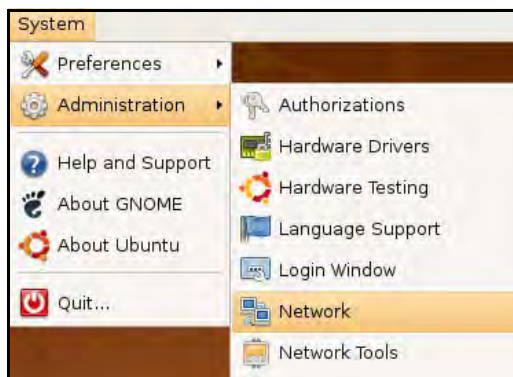 System
Preferences
Administration
Help and Support
About GNOME
About Ubuntu
Quit...
Authorizations
Hardware Drivers
Hardware Testing
Language Support
Login Window
Network
Network Tools